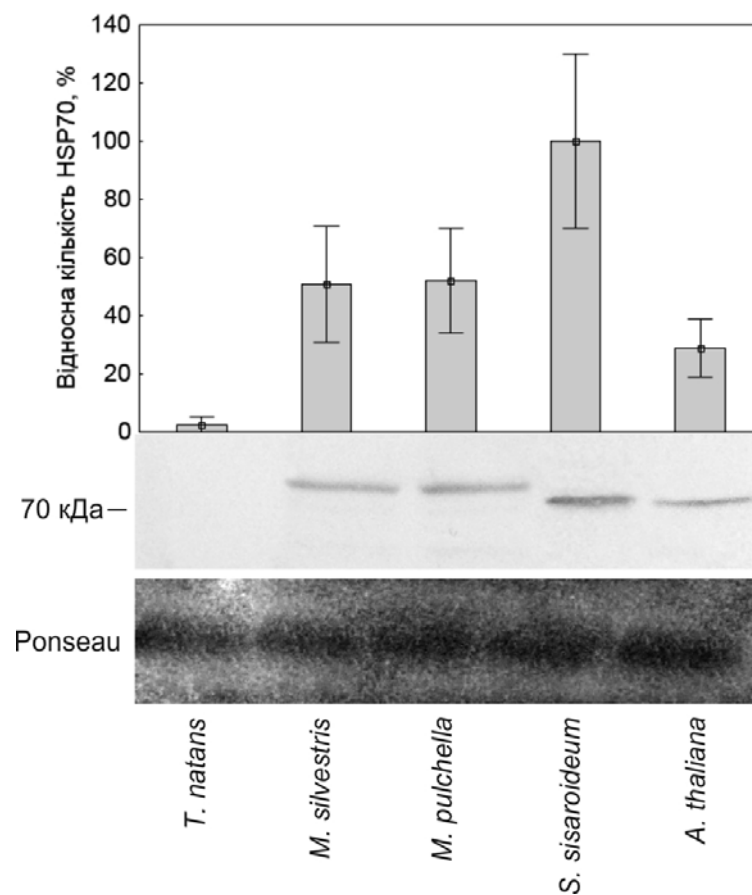 Відносна кількість HSP70, %
140
120
100
80
60
40
20
0
70 кДа
Ponseau
T. natans
M. silvestris
M. pulchella
S. sisaroideum
A. thaliana